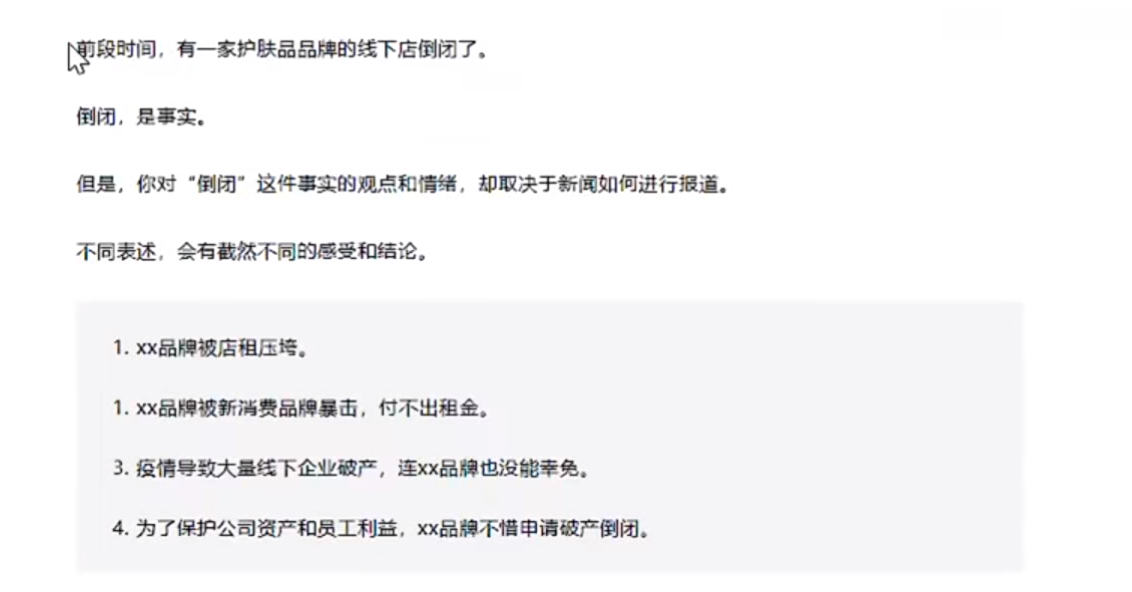 前段时间，有一家护肤品品牌的线下店倒闭了。
倒闭，是事实。
但是，你对“倒闭”这件事实的观点和情绪，却取决于新闻如何进行报道。
不同表述，会有截然不同的感受和结论。
1. xx品牌被店租压垮。
1. xx品牌被新消费品牌暴击，付不出租金。
3. 疫情导致大量线下企业破产，连xx品牌也没能幸免。
4. 为了保护公司资产和员工利益，xx品牌不惜申请破产倒闭。